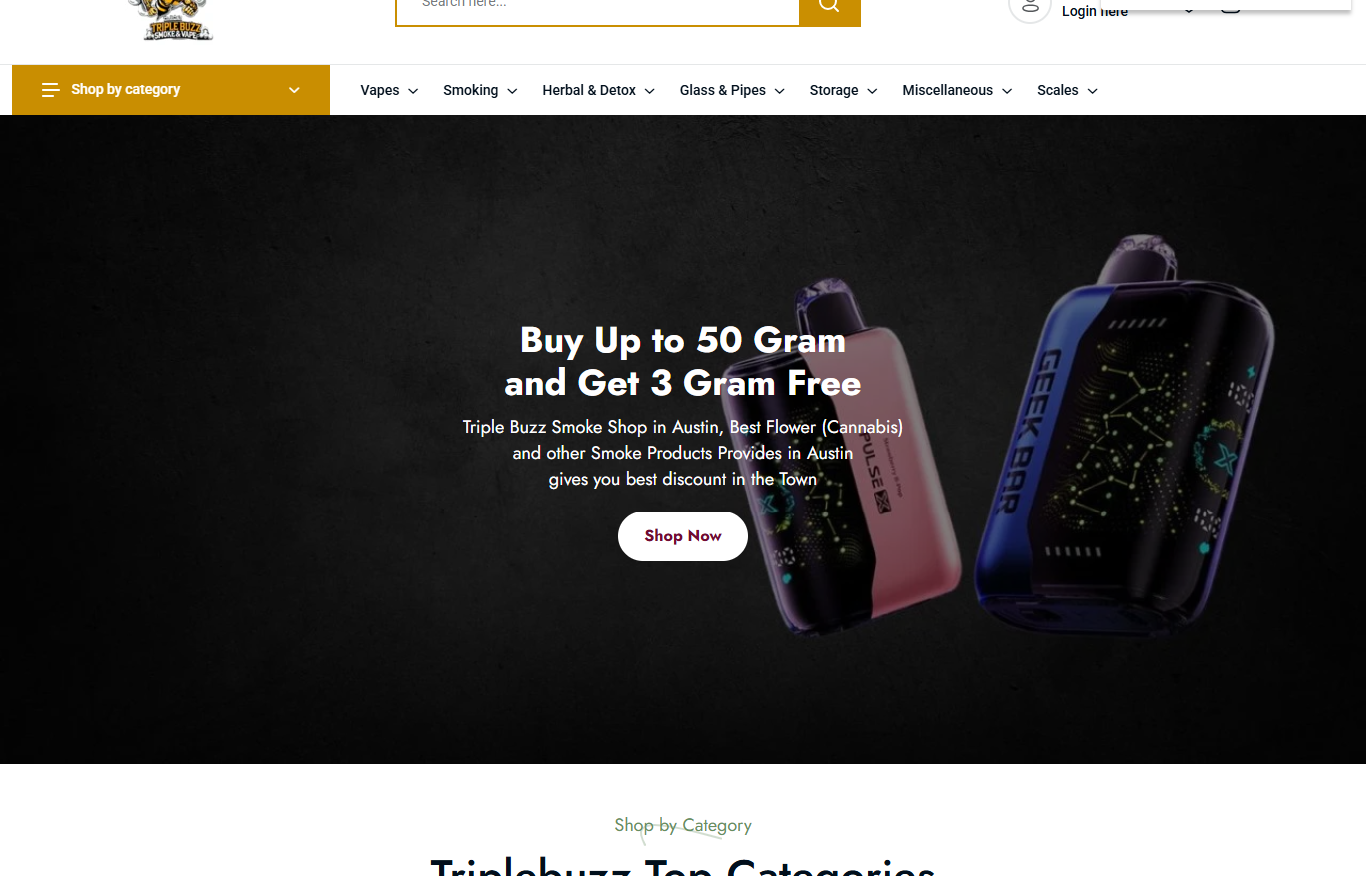 TRIPLE BUZZ
SMOKE & VAPE
Search here...
Login here
Shop by category
Vapes
Smoking
Herbal & Detox
Glass & Pipes
Storage
Miscellaneous
Scales
Buy Up to 50 Gram
and Get 3 Gram Free
Triple Buzz Smoke Shop in Austin, Best Flower (Cannabis)
and other Smoke Products Provides in Austin
gives you best discount in the Town
Shop Now
PULSE X
GEEK BAR
Shop by Category
Triplebuzz Top Categories